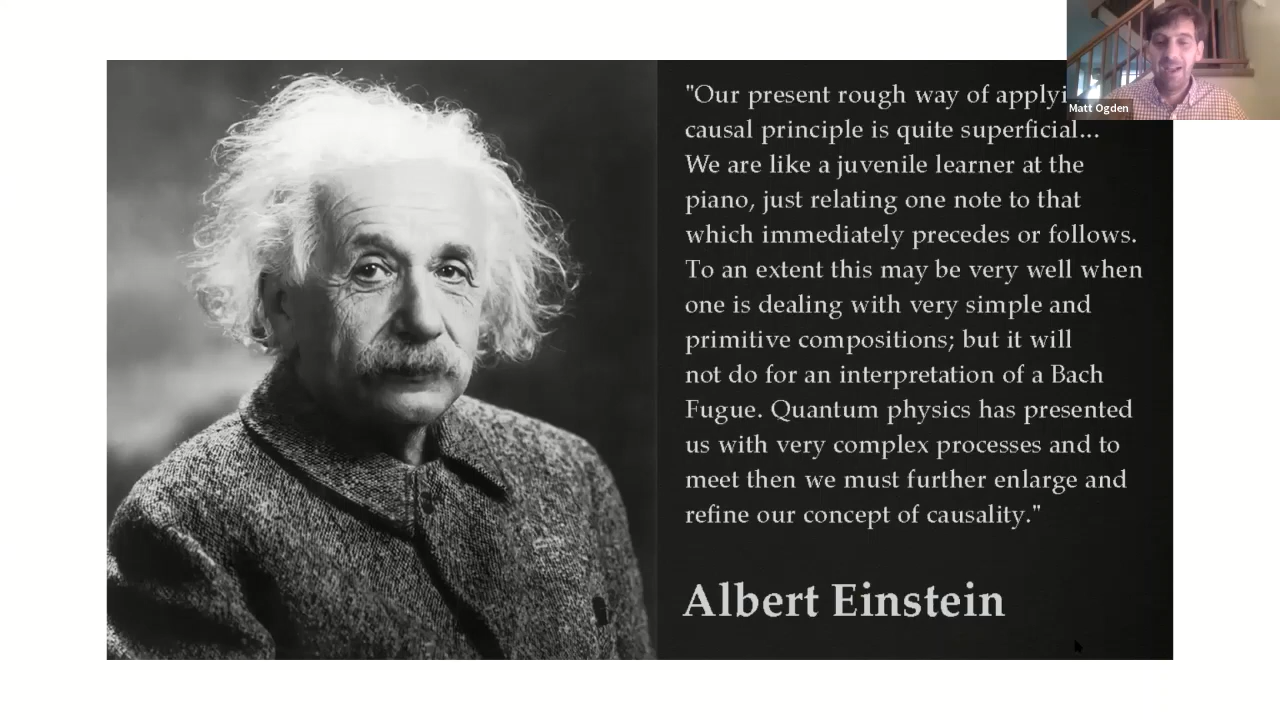 "Our present rough way of applyi
causal principle is quite superficial...
We are like a juvenile learner at the
piano, just relating one note to that
which immediately precedes or follows.
To an extent this may be very well when
one is dealing with very simple and
primitive compositions; but it will
not do for an interpretation of a Bach
Fugue. Quantum physics has presented
us with very complex processes and to
meet then we must further enlarge and
refine our concept of causality."
Albert Einstein
Matt Ogden